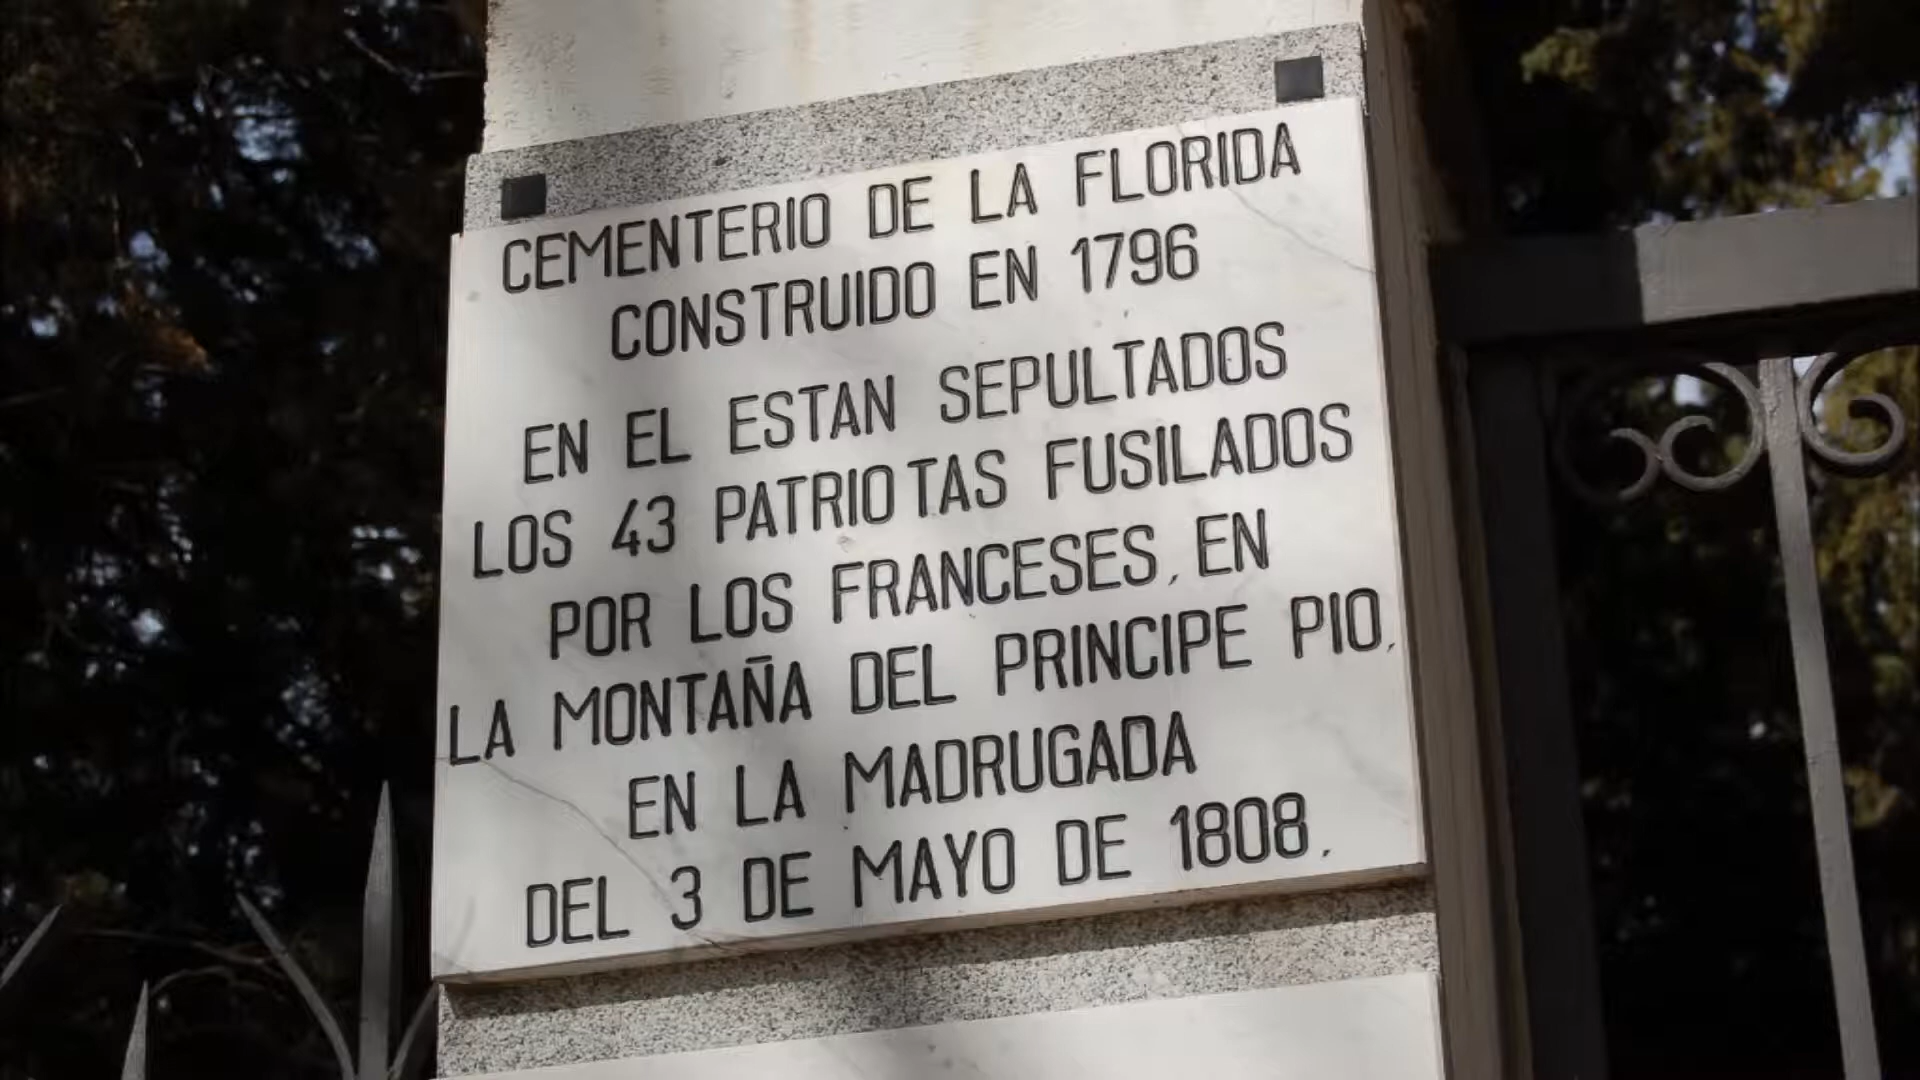 CEMENTERIO DE LA FLORIDA
CONSTRUIDO EN 1796
EN EL ESTAN SEPULTADOS
LOS 43 PATRIOTAS FUSILADOS
POR LOS FRANCESES, EN
LA MONTAÑA DEL PRINCIPE PIO,
EN LA MADRUGADA
DEL 3 DE MAYO DE 1808.